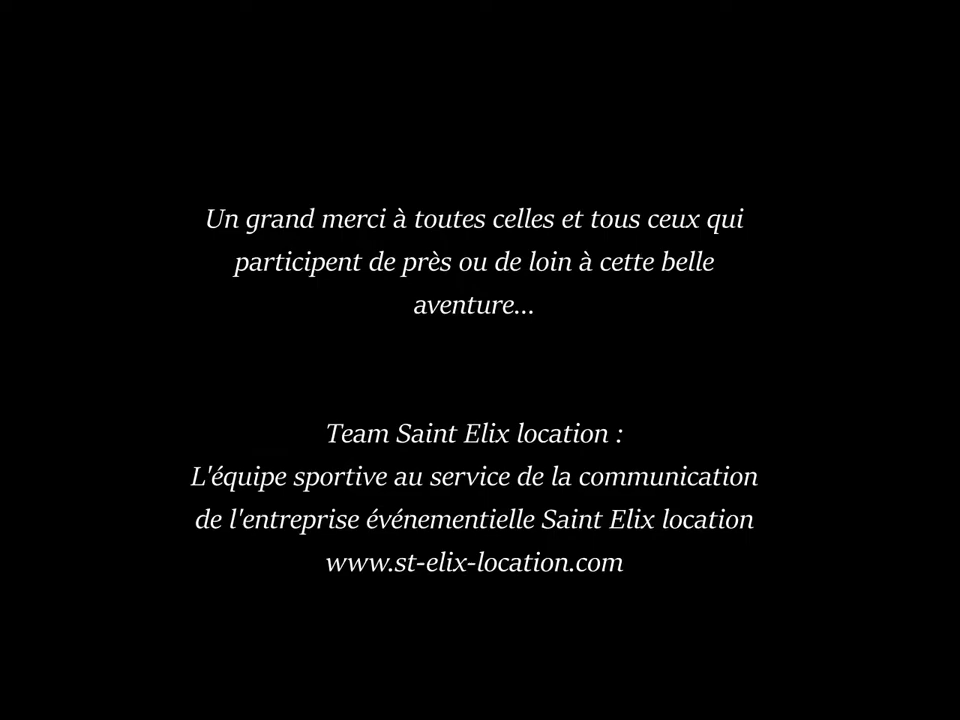 Un grand merci à toutes celles et tous ceux qui
participent de près ou de loin à cette belle
aventure...
Team Saint Elix location :
L'équipe sportive au service de la communication
de l'entreprise événementielle Saint Elix location
www.st-elix-location.com